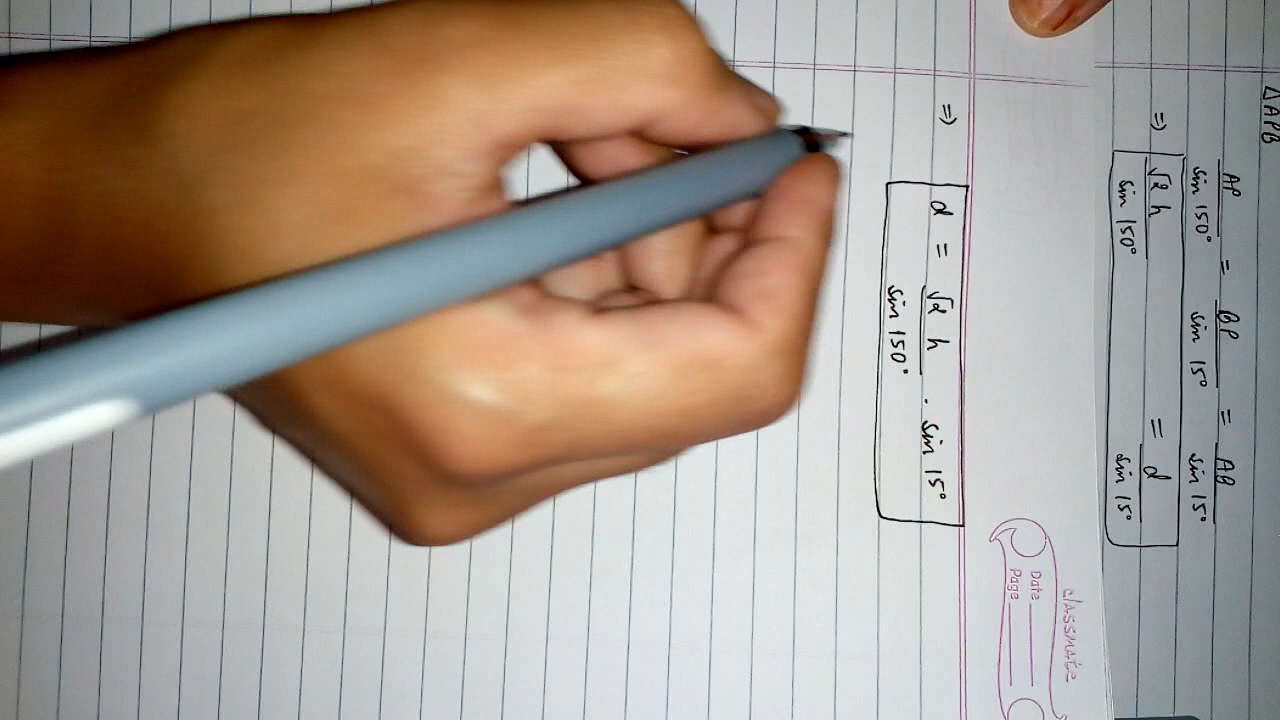 ΔAPB
AP/sin 150° = BP/sin 15° = AB/sin 15°
=) √2 h/sin 150° = d/sin 15°
classmate
Date
Page
=) d = √2 h/sin 150° . sin 15°